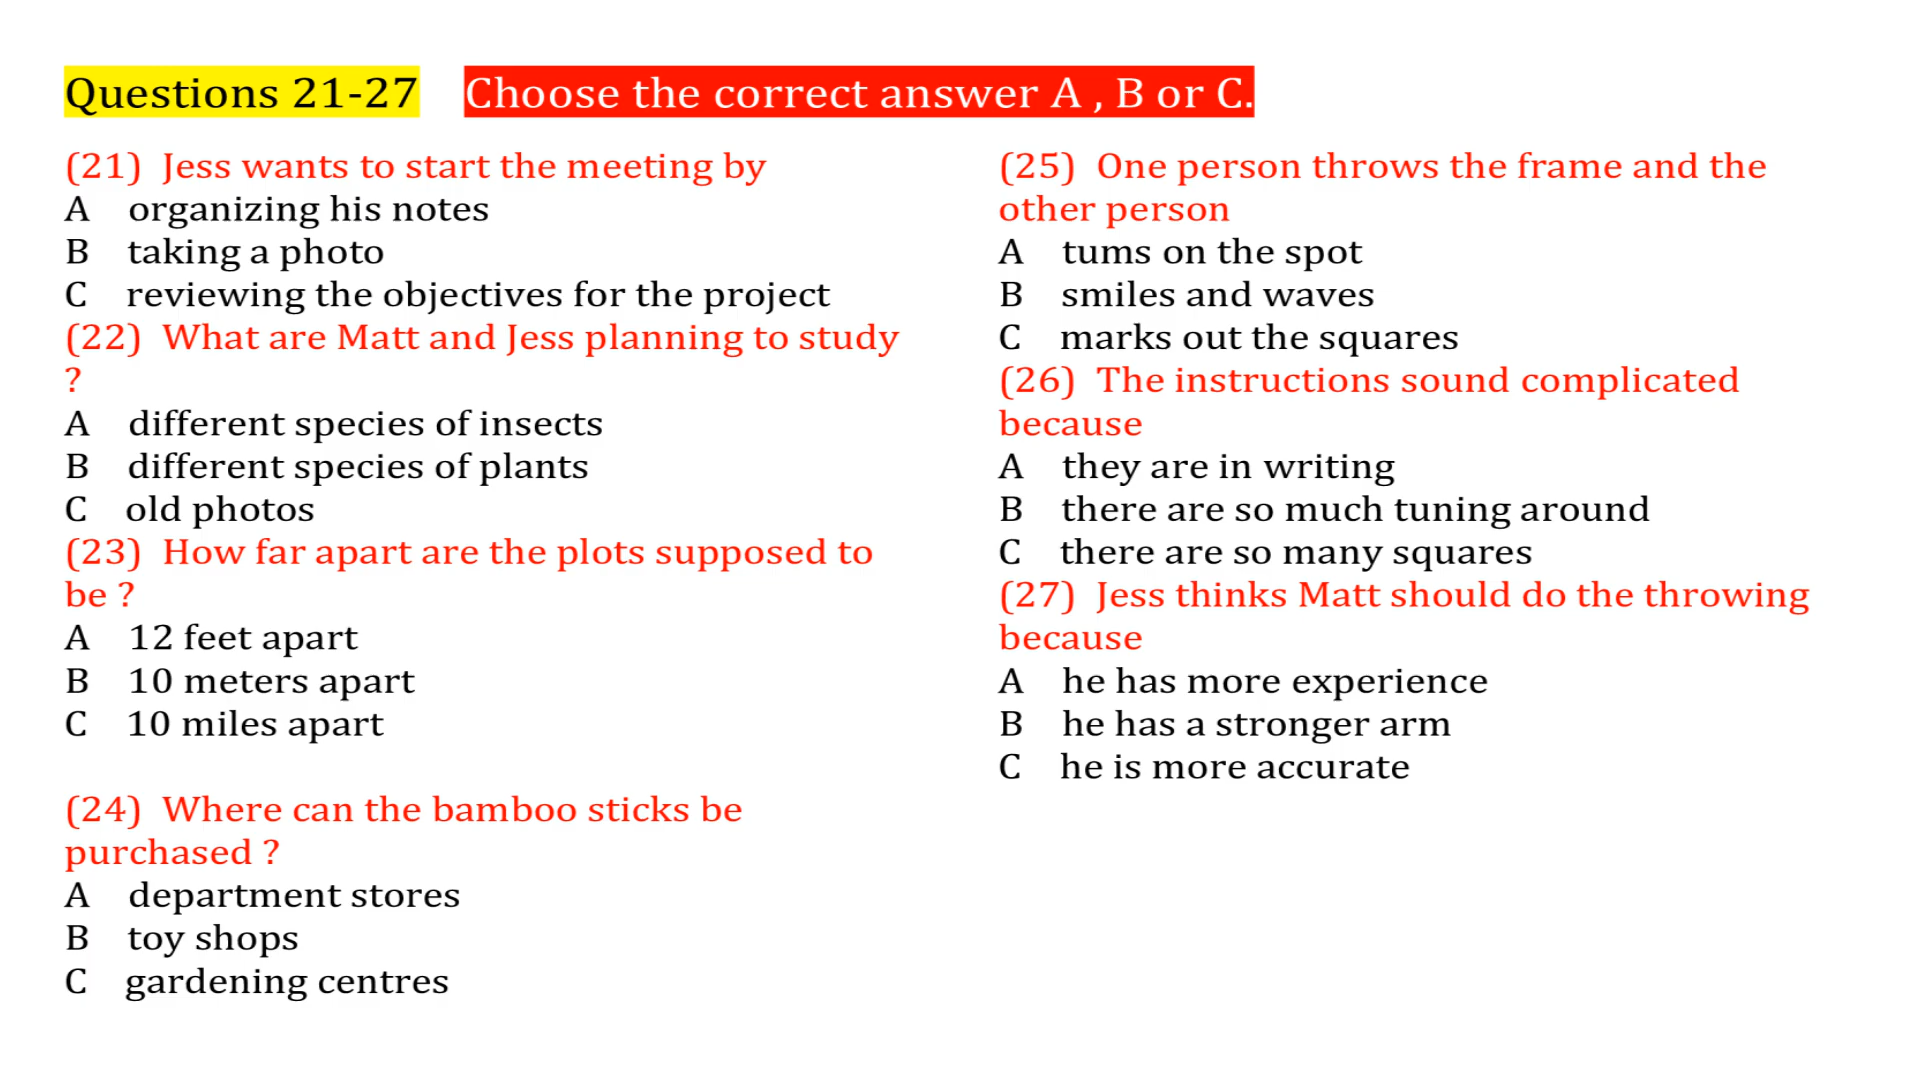 Questions 21-27 Choose the correct answer A , B or C.
(21) Jess wants to start the meeting by
A organizing his notes
B taking a photo
C reviewing the objectives for the project
(22) What are Matt and Jess planning to study
?
A different species of insects
B different species of plants
C old photos
(23) How far apart are the plots supposed to
be ?
A 12 feet apart
B 10 meters apart
C 10 miles apart
(24) Where can the bamboo sticks be
purchased ?
A department stores
B toy shops
C gardening centres
(25) One person throws the frame and the
other person
A tums on the spot
B smiles and waves
C marks out the squares
(26) The instructions sound complicated
because
A they are in writing
B there are so much tuning around
C there are so many squares
(27) Jess thinks Matt should do the throwing
because
A he has more experience
B he has a stronger arm
C he is more accurate